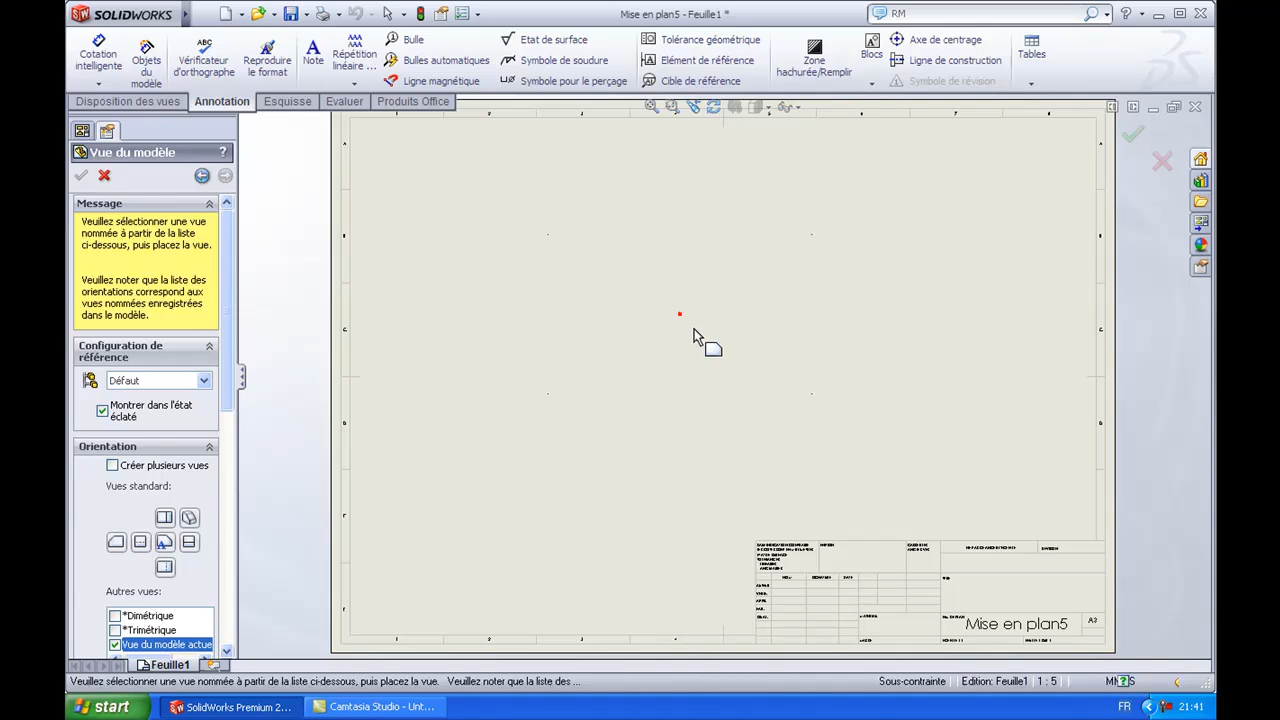 SOLIDWORKS
Mise en plan5 - Feuille1 *
RM
Cotation intelligente
Objets du modèle
Vérificateur d'orthographe
Reproduire le format
Note
Répétition linéaire ...
Bulle
Bulles automatiques
Ligne magnétique
Etat de surface
Symbole de soudure
Symbole pour le perçage
Tolérance géométrique
Elément de référence
Cible de référence
Zone hachurée/Remplir
Blocs
Axe de centrage
Ligne de construction
Symbole de révision
Tables
Disposition des vues
Annotation
Esquisse
Evaluer
Produits Office
Vue du modèle
?
Message
Veuillez sélectionner une vue
nommée à partir de la liste
ci-dessous, puis placez la vue.
Veuillez noter que la liste des
orientations correspond aux
vues nommées enregistrées
dans le modèle.
Configuration de
référence
Défaut
Montrer dans l'état
éclaté
Orientation
Créer plusieurs vues
Vues standard:
Autres vues:
*Dimétrique
*Trimétrique
Vue du modèle actue
Mise en plan5
A3
Feuille1
Veuillez sélectionner une vue nommée à partir de la liste ci-dessous, puis placez la vue. Veuillez noter que la liste des ...
Sous-contrainte
Edition: Feuille1
1 : 5
start
SolidWorks Premium 2...
Camtasia Studio - Unt...
FR
21:41